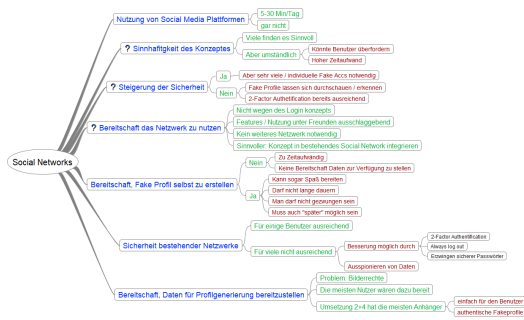 Social Networks
Nutzung von Social Media Plattformen
5-30 Min/Tag
gar nicht
? Sinnhaftigkeit des Konzeptes
Viele finden es Sinnvoll
Aber umständlich
Könnte Benutzer überfordern
Hoher Zeitaufwand
? Steigerung der Sicherheit
Ja
Aber sehr viele / individuelle Fake Accs notwendig
Nein
Fake Profile lassen sich durchschauen / erkennen
2-Factor Authetification bereits ausreichend
? Bereitschaft das Netzwerk zu nutzen
Nicht wegen des Login konzepts
Features / Nutzung unter Freunden ausschlaggebend
Kein weiteres Netzwerk notwendig
Sinnvoller: Konzept in bestehendes Social Network integrieren
Bereitschaft, Fake Profil selbst zu erstellen
Nein
Zu Zeitaufwändig
Keine Bereitschaft Daten zur Verfügung zu stellen
Ja
Kann sogar Spaß bereiten
Darf nicht lange dauern
Man darf nicht gezwungen sein
Muss auch "später" möglich sein
Sicherheit bestehender Netzwerke
Für einige Benutzer ausreichend
Für viele nicht ausreichend
Besserung möglich durch
2-Factor Authentification
Always log out
Erzwingen sicherer Passwörter
Ausspionieren von Daten
Bereitschaft, Daten für Profilgenerierung bereitzustellen
Problem: Bilderrechte
Die meisten Nutzer wären dazu bereit
Umsetzung 2+4 hat die meisten Anhänger
einfach für den Benutzer
authentische Fakeprofile